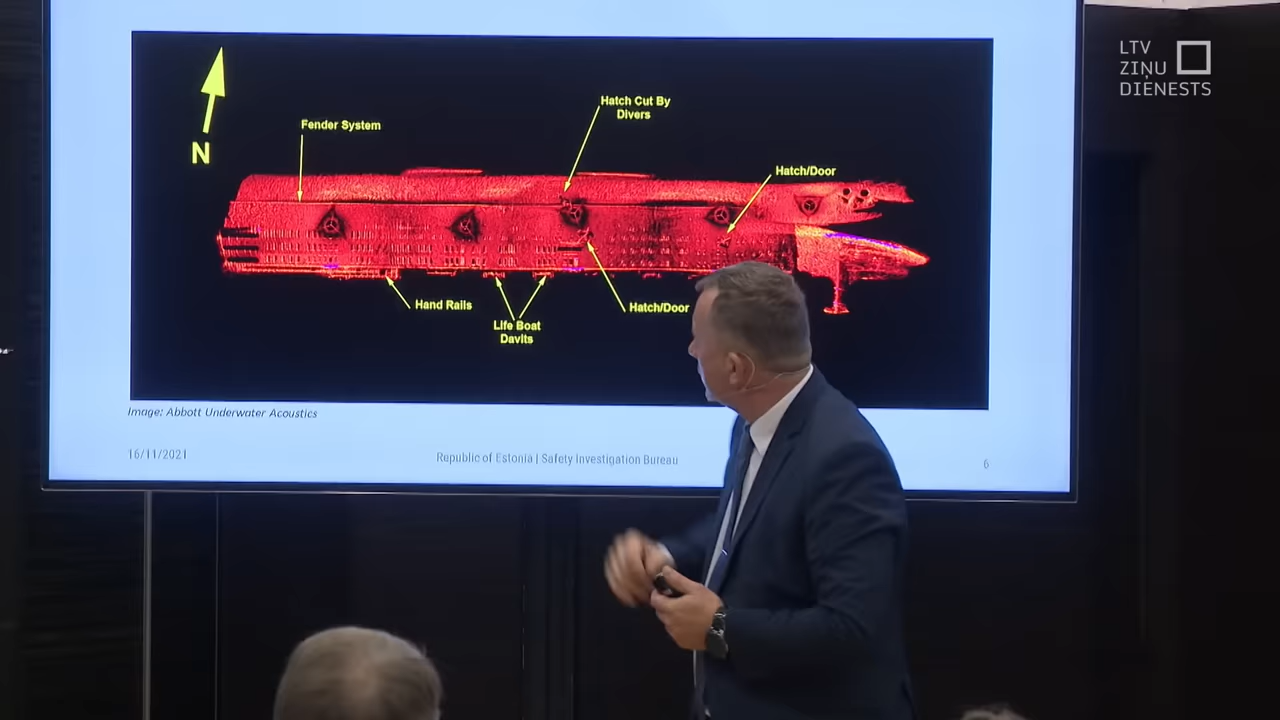 LTV
ZIŅU
DIENESTS
Hatch Cut By
Divers
Fender System
N
Hatch/Door
Hand Rails
Hatch/Door
Life Boat
Davits
Image: Abbott Underwater Acoustics
16/11/2021
Republic of Estonia | Safety Investigation Bureau
6